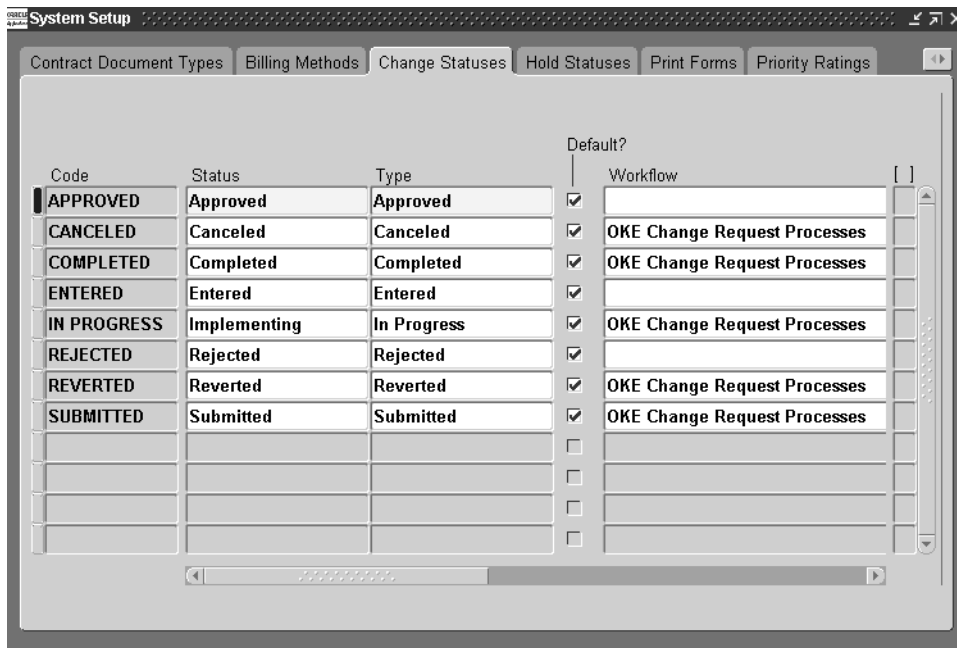 System Setup
Contract Document Types Billing Methods Change Statuses Hold Statuses Print Forms Priority Ratings
Default?
Code Status Type Workflow [ ]
APPROVED Approved Approved
CANCELED Canceled Canceled OKE Change Request Processes
COMPLETED Completed Completed OKE Change Request Processes
ENTERED Entered Entered
IN PROGRESS Implementing In Progress OKE Change Request Processes
REJECTED Rejected Rejected
REVERTED Reverted Reverted OKE Change Request Processes
SUBMITTED Submitted Submitted OKE Change Request Processes